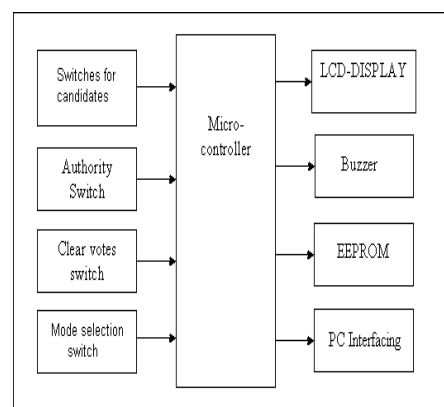 Switches for
candidates
Authority
Switch
Clear votes
switch
Mode selection
switch
Micro-
controller
LCD-DISPLAY
Buzzer
EEPROM
PC Interfacing